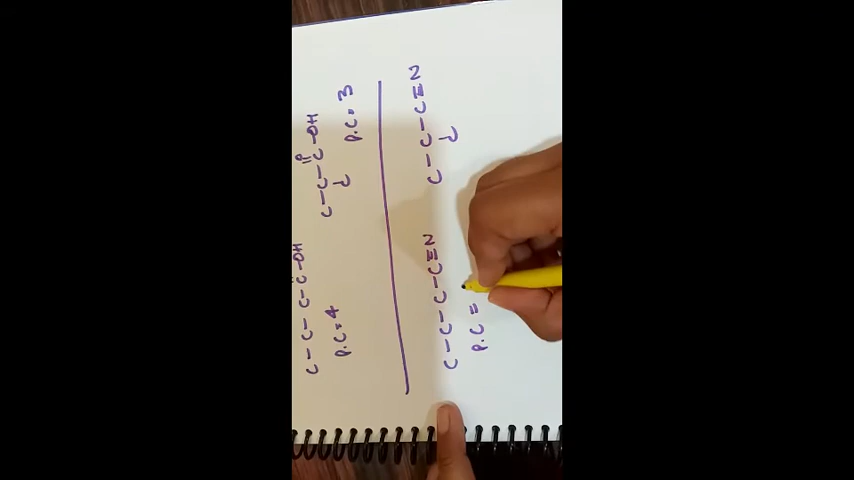 C-C-C-C-OH
O
||
C-C-C-OH
C
P.C=4
P.C=3
C-C-C-C≡N
C-C-C≡N
C
P.C =